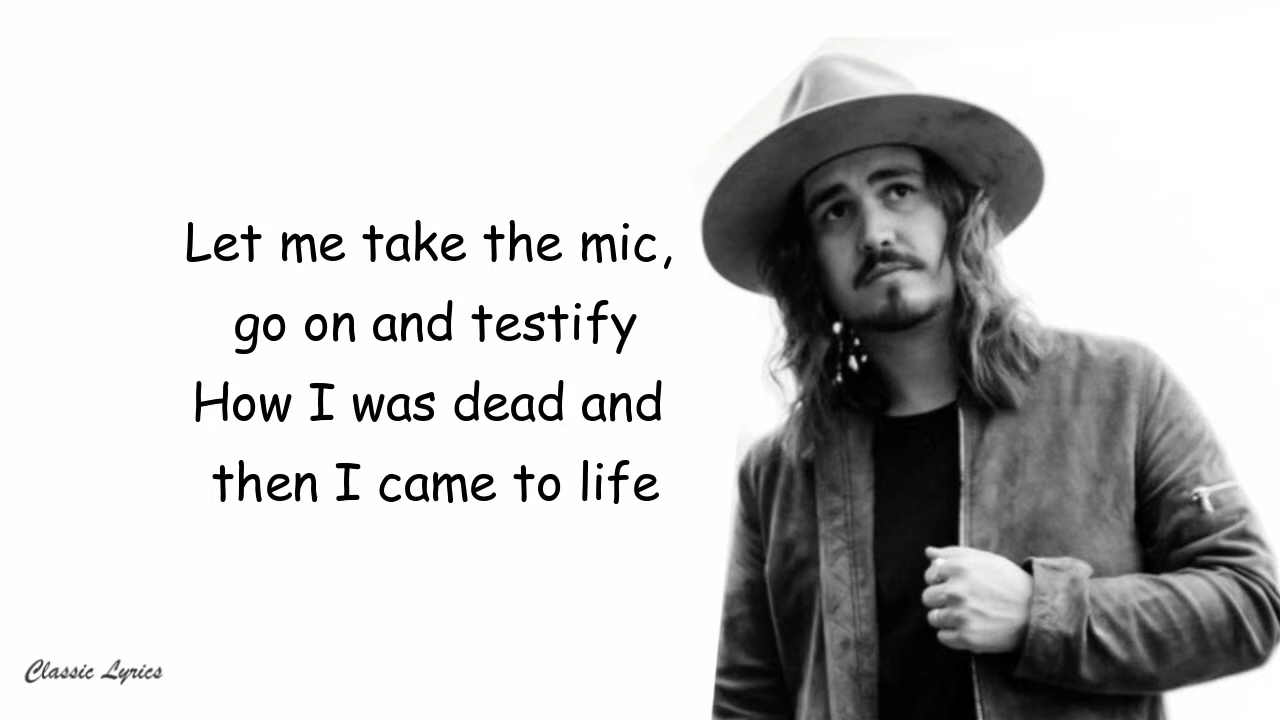 Let me take the mic,
go on and testify
How I was dead and
then I came to life
Classic Lyrics